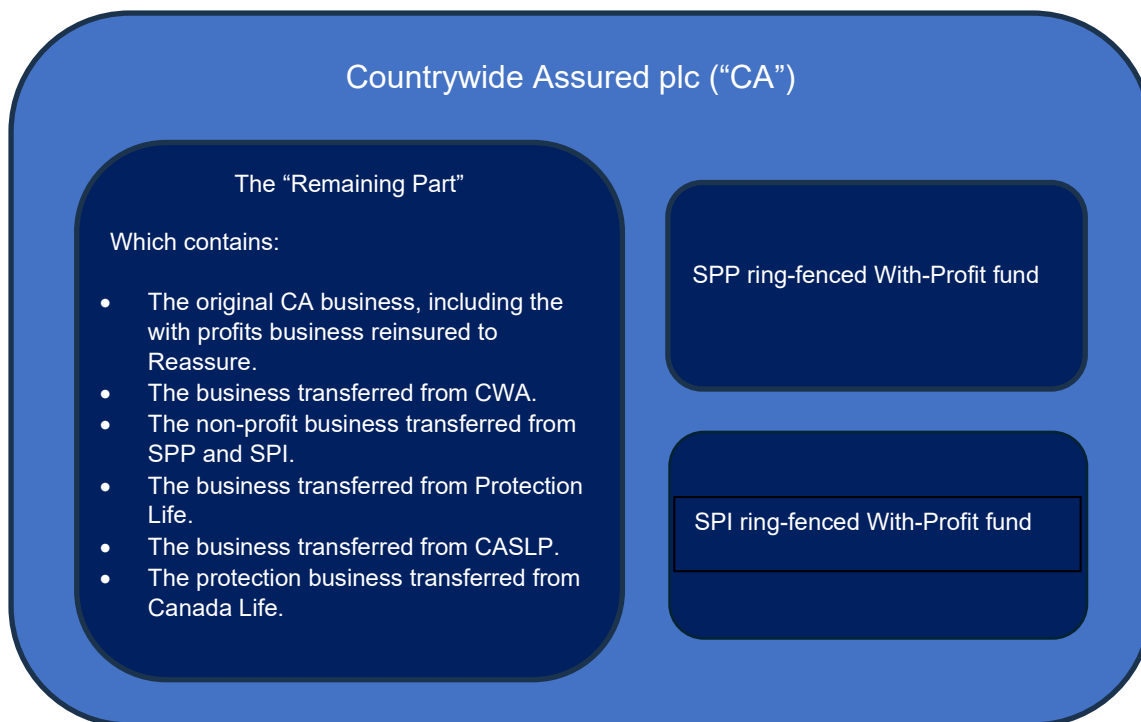 Countrywide Assured plc (“CA”)
The “Remaining Part”
Which contains:
• The original CA business, including the
with profits business reinsured to
Reassure.
• The business transferred from CWA.
• The non-profit business transferred from
SPP and SPI.
• The business transferred from Protection
Life.
• The business transferred from CASLP.
• The protection business transferred from
Canada Life.
SPP ring-fenced With-Profit fund
SPI ring-fenced With-Profit fund